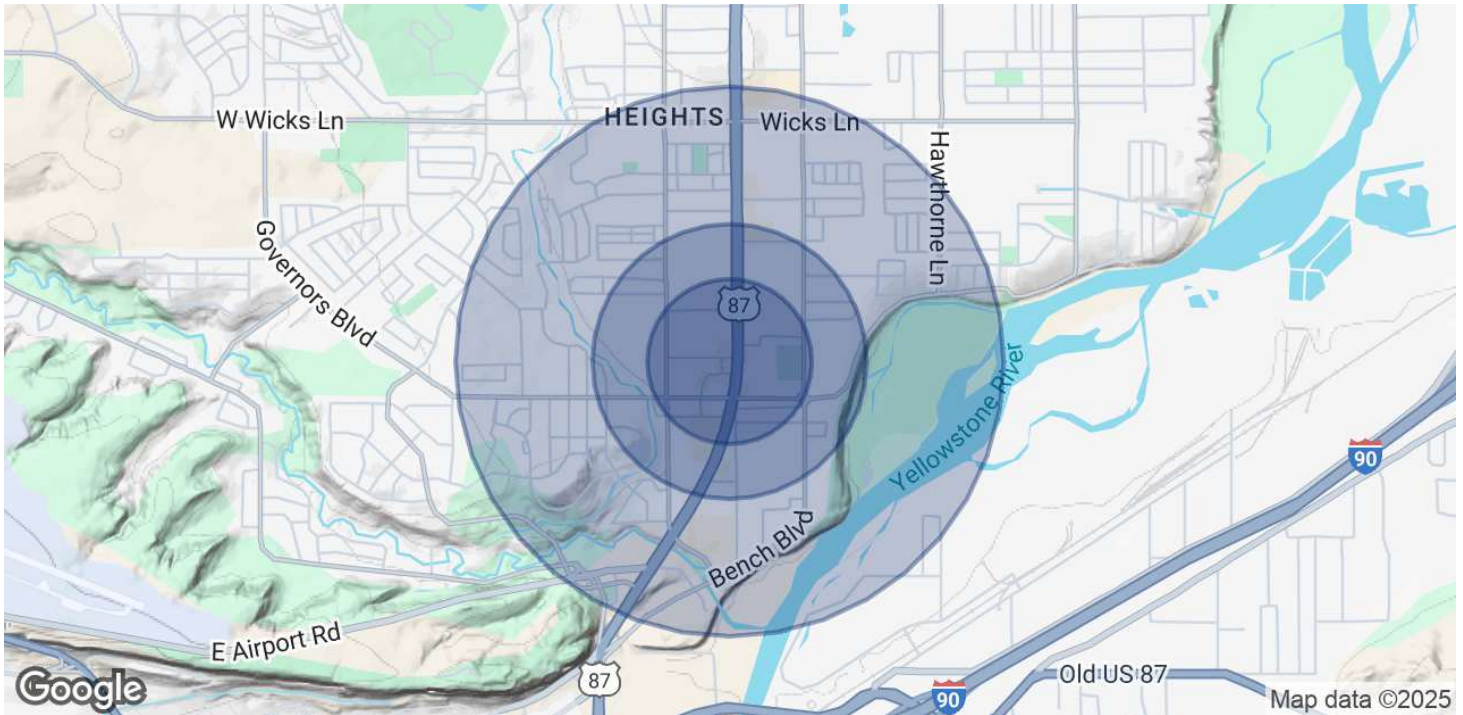 HEIGHTS
W Wicks Ln
Wicks Ln
Hawthorne Ln
Governors Blvd
87
Yellowstone River
90
Bench Blvd
E Airport Rd
87
Old US 87
90
Google
Map data ©2025